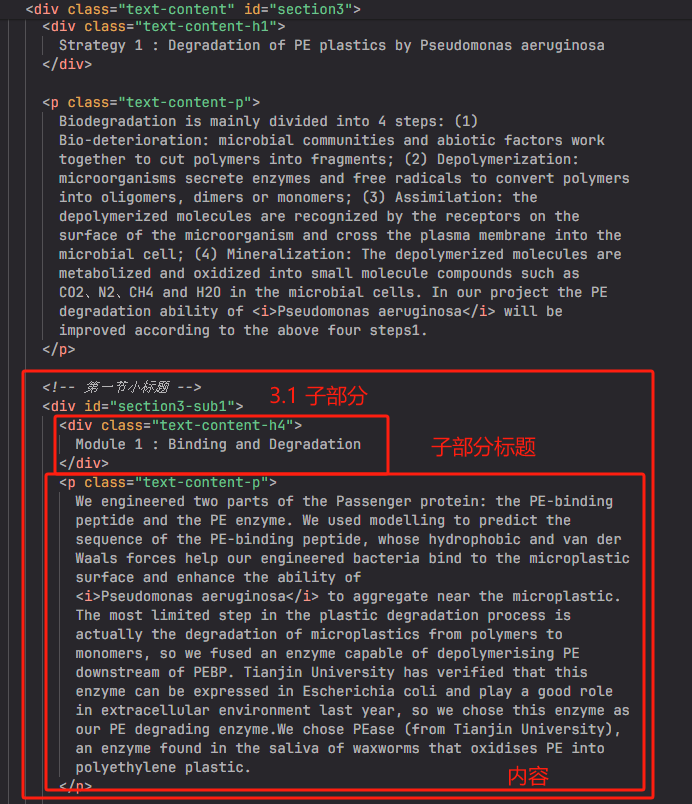 <div class="text-content" id="section3">
<div class="text-content-h1">
Strategy 1 : Degradation of PE plastics by Pseudomonas aeruginosa
</div>
<p class="text-content-p">
Biodegradation is mainly divided into 4 steps: (1)
Bio-deterioration: microbial communities and abiotic factors work
together to cut polymers into fragments; (2) Depolymerization:
microorganisms secrete enzymes and free radicals to convert polymers
into oligomers, dimers or monomers; (3) Assimilation: the
depolymerized molecules are recognized by the receptors on the
surface of the microorganism and cross the plasma membrane into the
microbial cell; (4) Mineralization: The depolymerized molecules are
metabolized and oxidized into small molecule compounds such as
CO2、N2、CH4 and H2O in the microbial cells. In our project the PE
degradation ability of <i>Pseudomonas aeruginosa</i> will be
improved according to the above four steps1.
</p>
<!-- 第一节小标题 -->
3.1 子部分
<div id="section3-sub1">
<div class="text-content-h4">
Module 1 : Binding and Degradation
子部分标题
</div>
<p class="text-content-p">
We engineered two parts of the Passenger protein: the PE-binding
peptide and the PE enzyme. We used modelling to predict the
sequence of the PE-binding peptide, whose hydrophobic and van der
Waals forces help our engineered bacteria bind to the microplastic
surface and enhance the ability of
<i>Pseudomonas aeruginosa</i> to aggregate near the microplastic.
The most limited step in the plastic degradation process is
actually the degradation of microplastics from polymers to
monomers, so we fused an enzyme capable of depolymerising PE
downstream of PEBP. Tianjin University has verified that this
enzyme can be expressed in Escherichia coli and play a good role
in extracellular environment last year, so we chose this enzyme as
our PE degrading enzyme.We chose PEase (from Tianjin University),
an enzyme found in the saliva of waxworms that oxidises PE into
polyethylene plastic.
内容
</p>